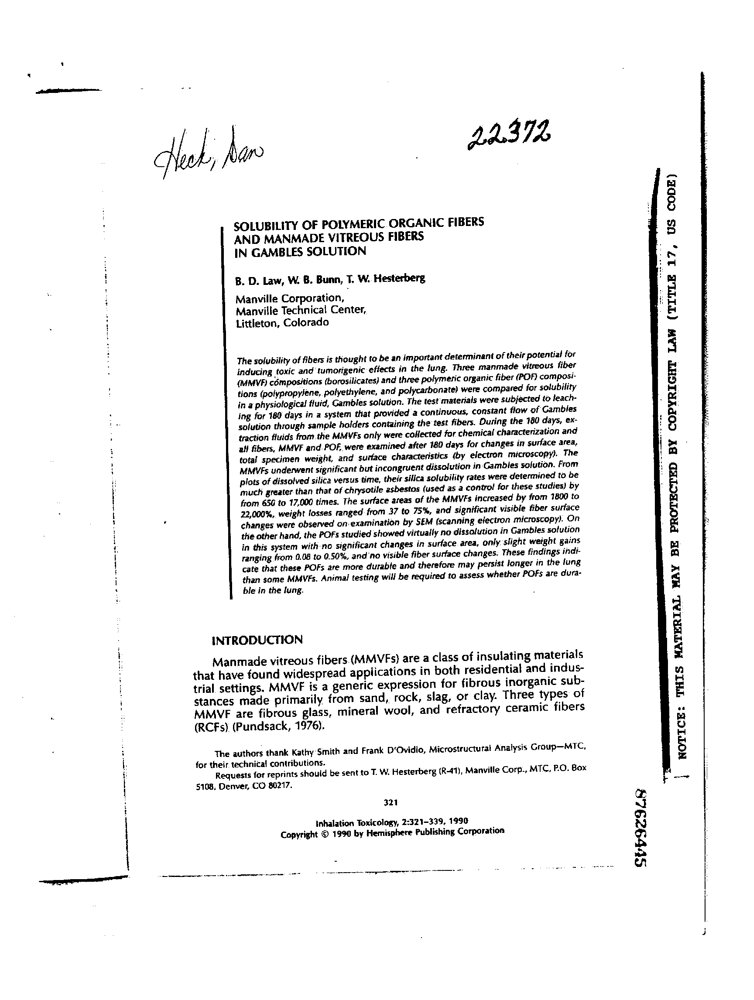 Heck, Dan
22372
SOLUBILITY OF POLYMERIC ORGANIC FIBERS
AND MANMADE VITREOUS FIBERS
IN GAMBLES SOLUTION
B. D. Law, W. B. Bunn, T. W. Hesterberg
Manville Corporation,
Manville Technical Center,
Littleton, Colorado
The solubility of fibers is thought to be an important determinant of their potential for
inducing toxic and tumorigenic effects in the lung. Three manmade vitreous fiber
(MMVF) compositions (borosilicates) and three polymeric organic fiber (POF) composi-
tions (polypropylene, polyethylene, and polycarbonate) were compared for solubility
in a physiological fluid, Gambles solution. The test materials were subjected to leach-
ing for 180 days in a system that provided a continuous, constant flow of Gambles
solution through sample holders containing the test fibers. During the 180 days, ex-
traction fluids from the MMVFs only were collected for chemical characterization and
all fibers, MMVF and POF, were examined after 180 days for changes in surface area,
total specimen weight, and surface characteristics (by electron microscopy). The
MMVFs underwent significant but incongruent dissolution in Gambles solution. From
plots of dissolved silica versus time, their silica solubility rates were determined to be
much greater than that of chrysotile asbestos (used as a control for these studies) by
from 650 to 17,000 times. The surface areas of the MMVFs increased by from 1800 to
22,000%, weight losses ranged from 37 to 75%, and significant visible fiber surface
changes were observed on examination by SEM (scanning electron microscopy). On
the other hand, the POFs studied showed virtually no dissolution in Gambles solution
in this system with no significant changes in surface area, only slight weight gains
ranging from 0.08 to 0.50%, and no visible fiber surface changes. These findings indi-
cate that these POFs are more durable and therefore may persist longer in the lung
than some MMVFs. Animal testing will be required to assess whether POFs are dura-
ble in the lung.
INTRODUCTION
Manmade vitreous fibers (MMVFs) are a class of insulating materials
that have found widespread applications in both residential and indus-
trial settings. MMVF is a generic expression for fibrous inorganic sub-
stances made primarily from sand, rock, slag, or clay. Three types of
MMVF are fibrous glass, mineral wool, and refractory ceramic fibers
(RCFs) (Pundsack, 1976).
The authors thank Kathy Smith and Frank D'Ovidio, Microstructural Analysis Group—MTC,
for their technical contributions.
Requests for reprints should be sent to T. W. Hesterberg (R-41), Manville Corp., MTC, P.O. Box
5108, Denver, CO 80217.
321
Inhalation Toxicology, 2:321–339, 1990
Copyright © 1990 by Hemisphere Publishing Corporation
NOTICE: THIS MATERIAL MAY BE PROTECTED BY COPYRIGHT LAW (TITLE 17, US CODE)
87626445